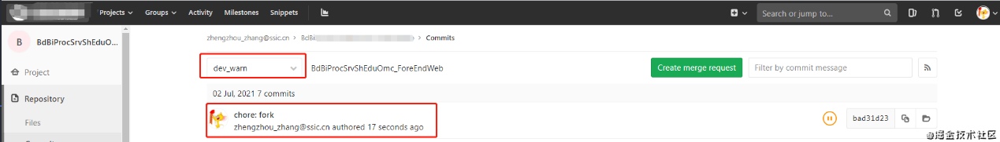 Projects Groups Activity Milestones Snippets Search or jump to...
B BdBiProcSrvShEduO...
zhengzhou_zhang@ssic.cn > BdBi > Commits
dev_warn BdBiProcSrvShEduOmc_ForeEndWeb Create merge request Filter by commit message
Project
02 Jul, 2021 7 commits
Repository
chore: fork
zhengzhou_zhang@ssic.cn authored 17 seconds ago bad31d23
Files
@掘金技术社区